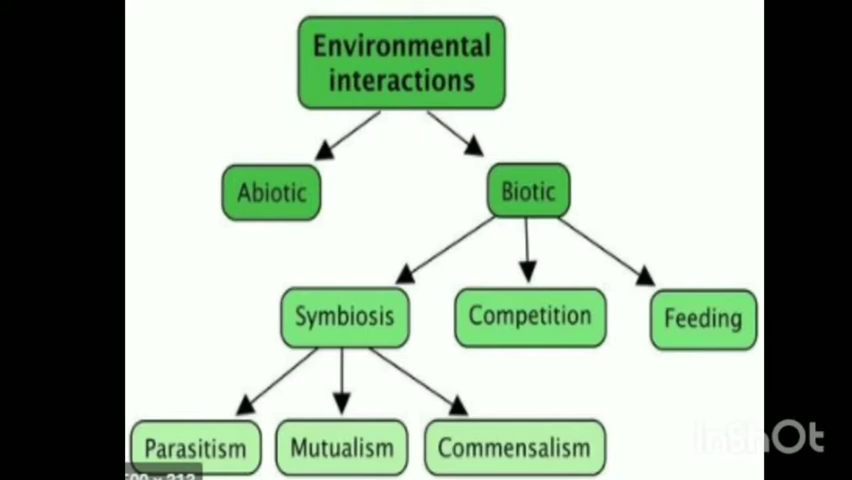 Environmental
interactions
Abiotic
Biotic
Symbiosis
Competition
Feeding
Parasitism
Mutualism
Commensalism
InShOt